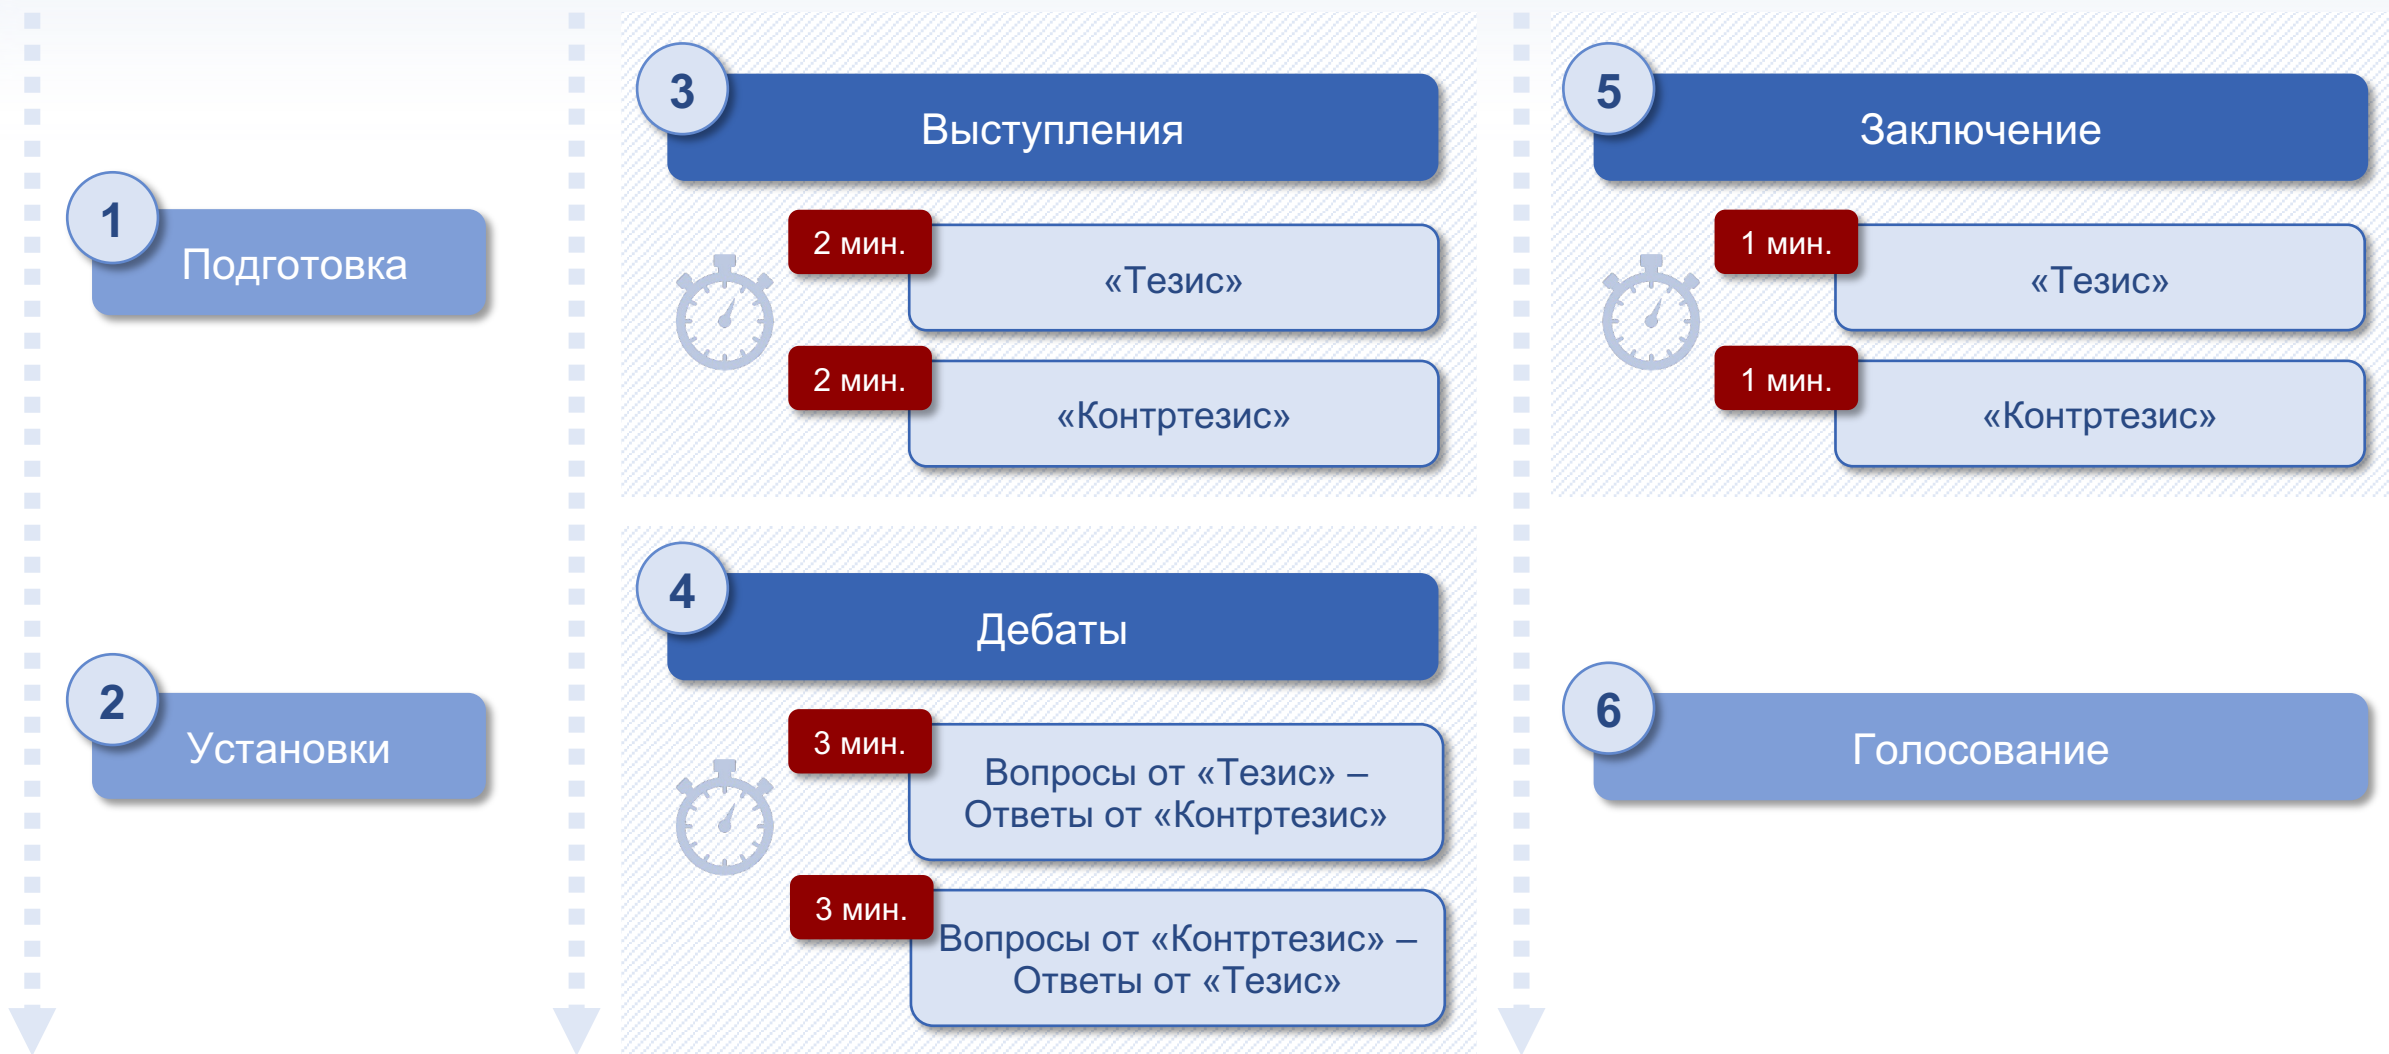 1
Подготовка
2
Установки
3
Выступления
2 мин.
«Тезис»
2 мин.
«Контртезис»
4
Дебаты
3 мин.
Вопросы от «Тезис» –
Ответы от «Контртезис»
3 мин.
Вопросы от «Контртезис» –
Ответы от «Тезис»
5
Заключение
1 мин.
«Тезис»
1 мин.
«Контртезис»
6
Голосование